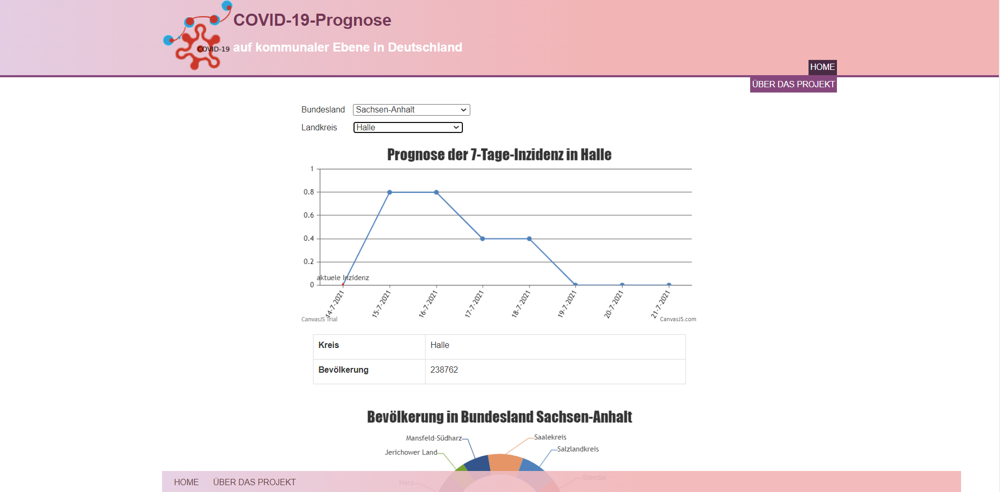 COVID-19-Prognose
COVID-19
auf kommunaler Ebene in Deutschland
HOME
ÜBER DAS PROJEKT
Bundesland Sachsen-Anhalt
Landkreis Halle
Prognose der 7-Tage-Inzidenz in Halle
1
0.8
0.6
0.4
0.2
aktuele Inzidenz
0
14-7-2021 15-7-2021 16-7-2021 17-7-2021 18-7-2021 19-7-2021 20-7-2021 21-7-2021
CanvasJS Trial CanvasJS.com
Kreis Halle
Bevölkerung 238762
Bevölkerung in Bundesland Sachsen-Anhalt
Mansfeld-Südharz Saalekreis
Jerichower Land Salzlandkreis
Harz Stendal
HOME ÜBER DAS PROJEKT